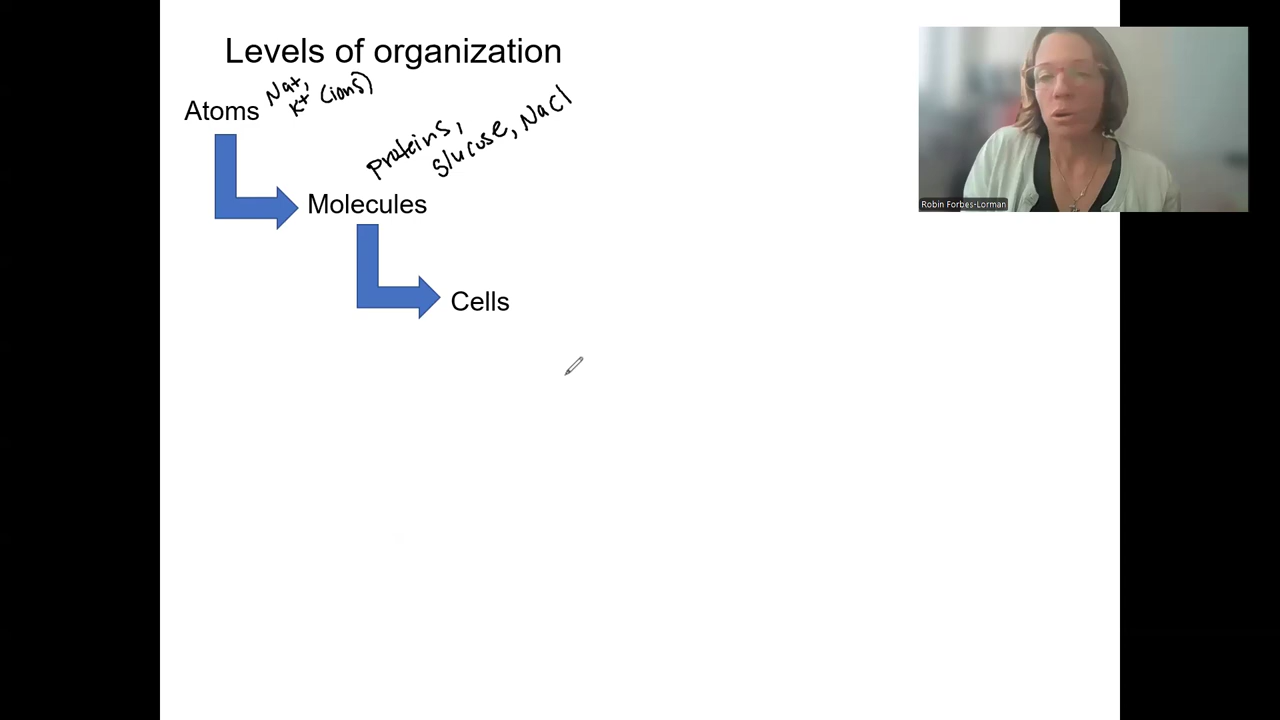 Levels of organization
Atoms
Na+,
K+ (ions)
proteins,
glucose, NaCl
Molecules
Cells
Robin Forbes-Lorman